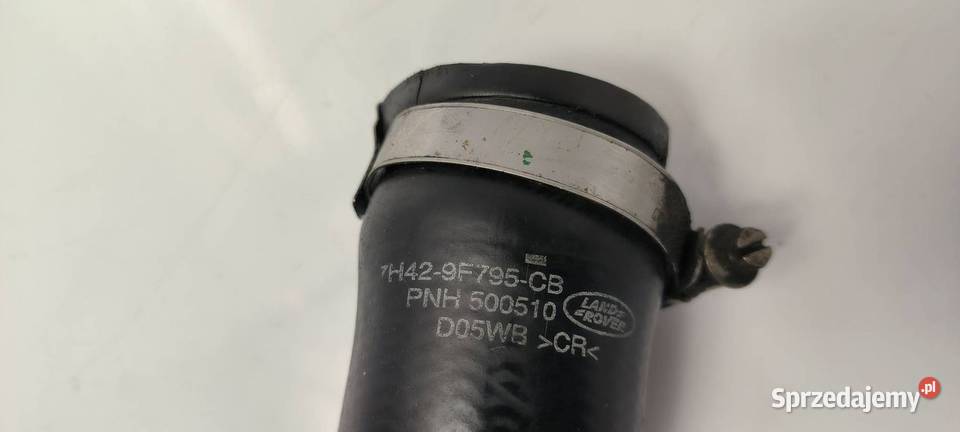 7H42-9F795-CB
PNH 500510
LAND ROVER
D05WB >CR<
Sprzedajemy.pl